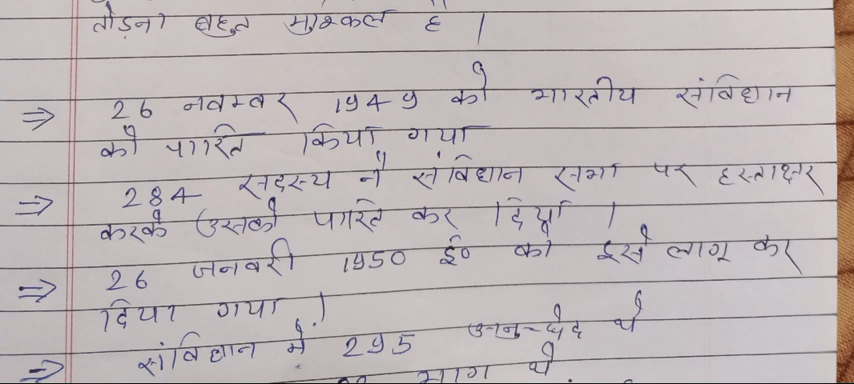 तोड़ना बहुत मुश्किल है |
⇒ 26 नवम्बर 1949 को भारतीय संविधान
को पारित किया गया
⇒ 284 सदस्य ने संविधान सभा पर हस्ताक्षर
करके उसको पारित कर दिया |
⇒ 26 जनवरी 1950 ई० को इसे लागू कर
दिया गया |
⇒ संविधान में 295 अनुच्छेद थे
भाग थे